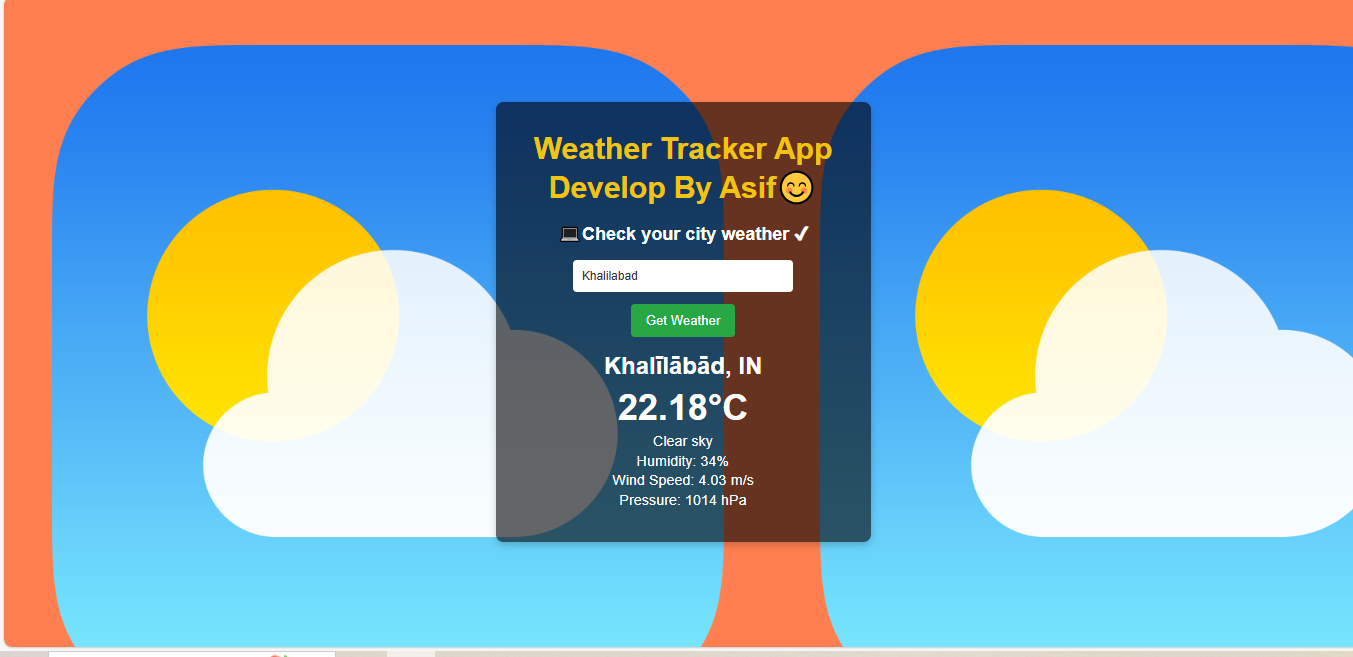 Weather Tracker App
Develop By Asif😊
💻Check your city weather ✔
Khalilabad
Get Weather
Khalīlābād, IN
22.18°C
Clear sky
Humidity: 34%
Wind Speed: 4.03 m/s
Pressure: 1014 hPa